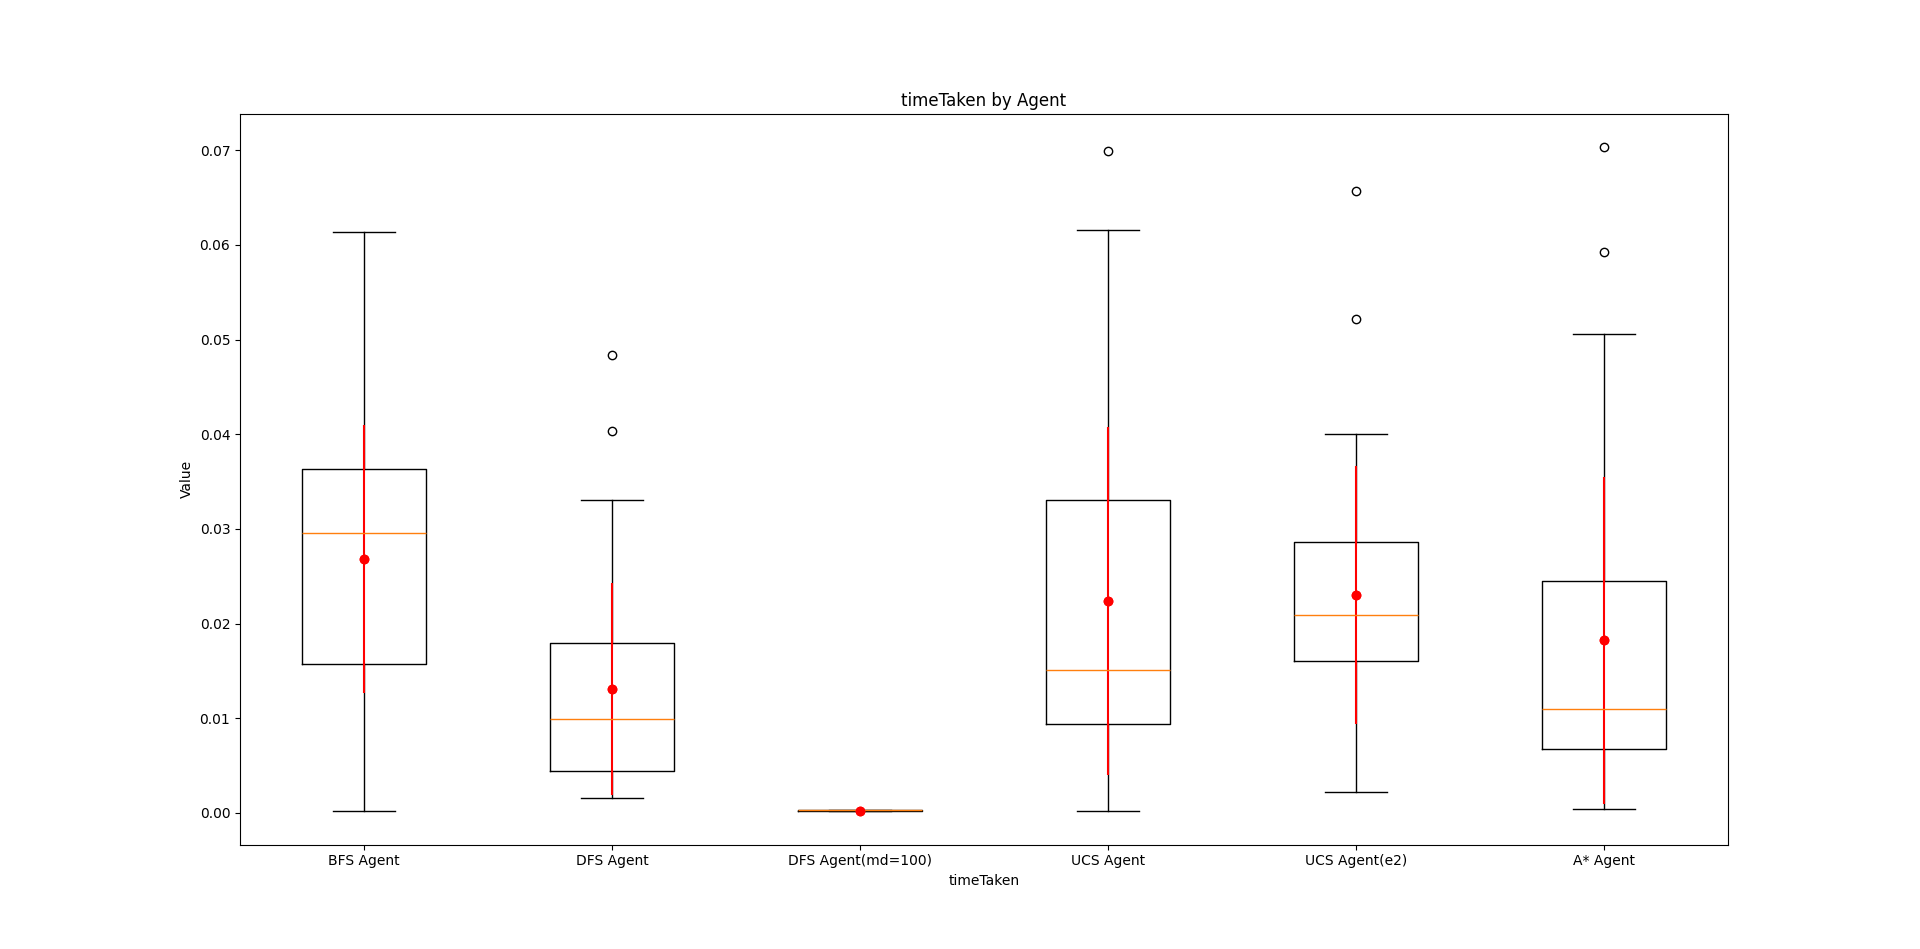 timeTaken by Agent
0.07
0.06
0.05
0.04
0.03
0.02
0.01
0.00
Value
BFS Agent
DFS Agent
DFS Agent(md=100)
UCS Agent
UCS Agent(e2)
A* Agent
timeTaken